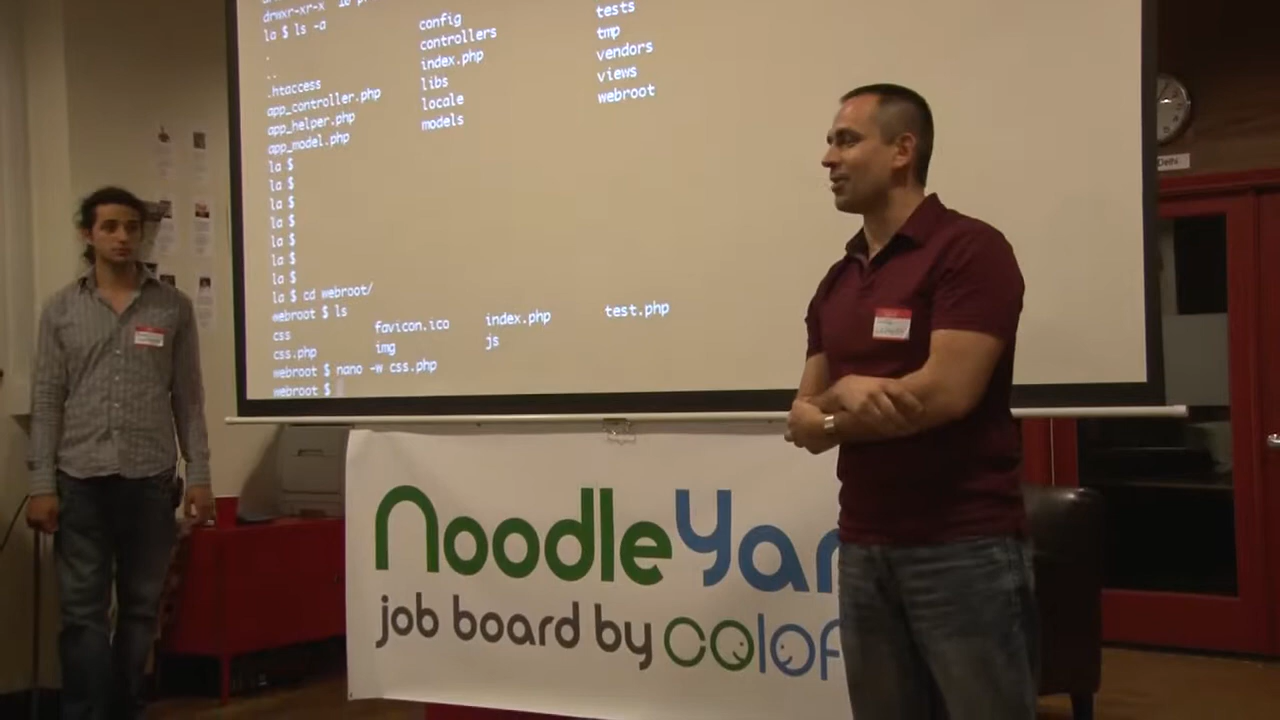 la $ ls -a
.
..
.htaccess
app_controller.php
app_helper.php
app_model.php
config
controllers
index.php
libs
locale
models
tests
tmp
vendors
views
webroot
la $
la $
la $
la $
la $
la $
la $
la $ cd webroot/
webroot $ ls
css favicon.ico index.php test.php
css.php img js
webroot $ nano -w css.php
webroot $
Delhi
job board by